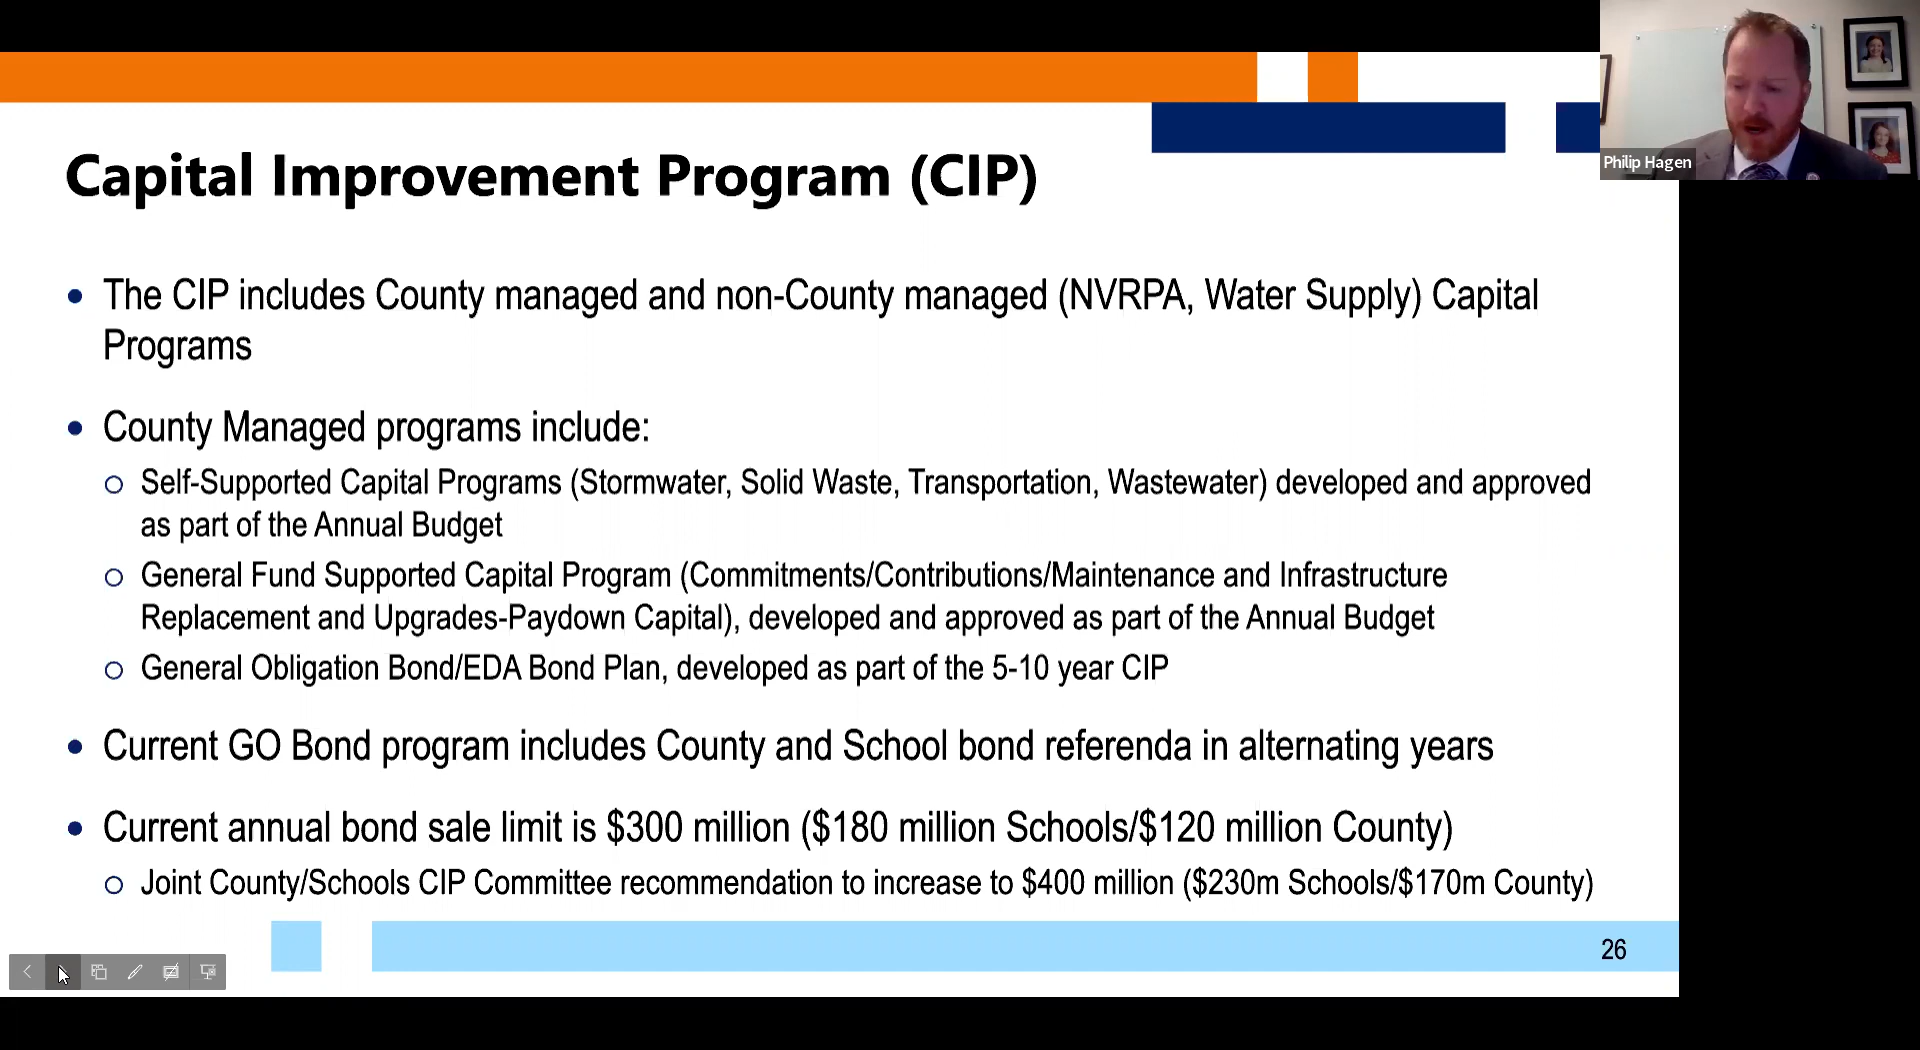 Philip Hagen
Capital Improvement Program (CIP)
• The CIP includes County managed and non-County managed (NVRPA, Water Supply) Capital
Programs
• County Managed programs include:
o Self-Supported Capital Programs (Stormwater, Solid Waste, Transportation, Wastewater) developed and approved
as part of the Annual Budget
o General Fund Supported Capital Program (Commitments/Contributions/Maintenance and Infrastructure
Replacement and Upgrades-Paydown Capital), developed and approved as part of the Annual Budget
o General Obligation Bond/EDA Bond Plan, developed as part of the 5-10 year CIP
• Current GO Bond program includes County and School bond referenda in alternating years
• Current annual bond sale limit is $300 million ($180 million Schools/$120 million County)
o Joint County/Schools CIP Committee recommendation to increase to $400 million ($230m Schools/$170m County)
26